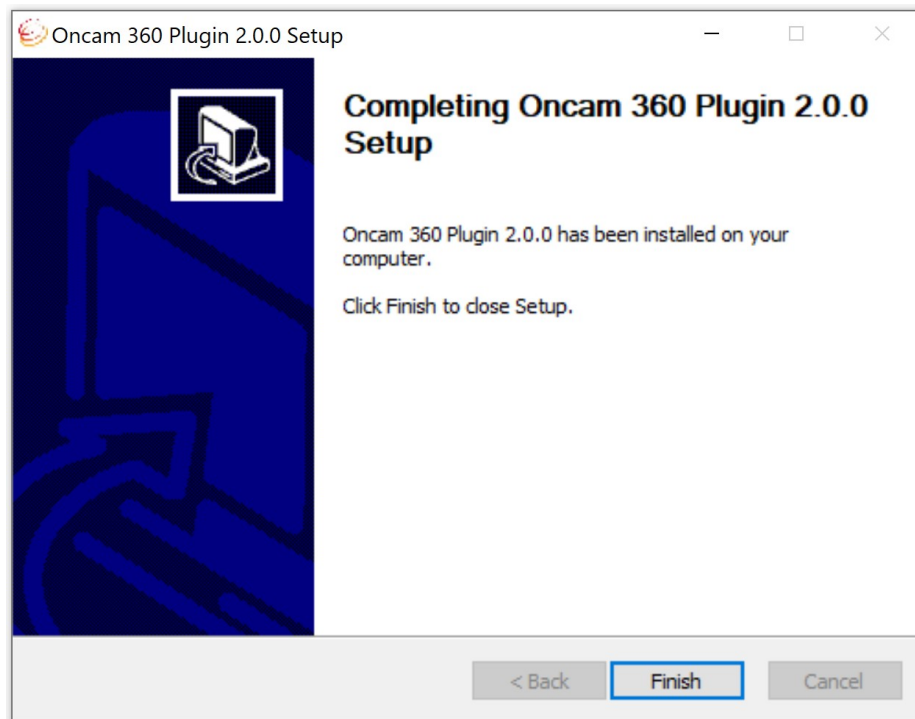 Oncam 360 Plugin 2.0.0 Setup
Completing Oncam 360 Plugin 2.0.0
Setup
Oncam 360 Plugin 2.0.0 has been installed on your
computer.
Click Finish to close Setup.
< Back
Finish
Cancel